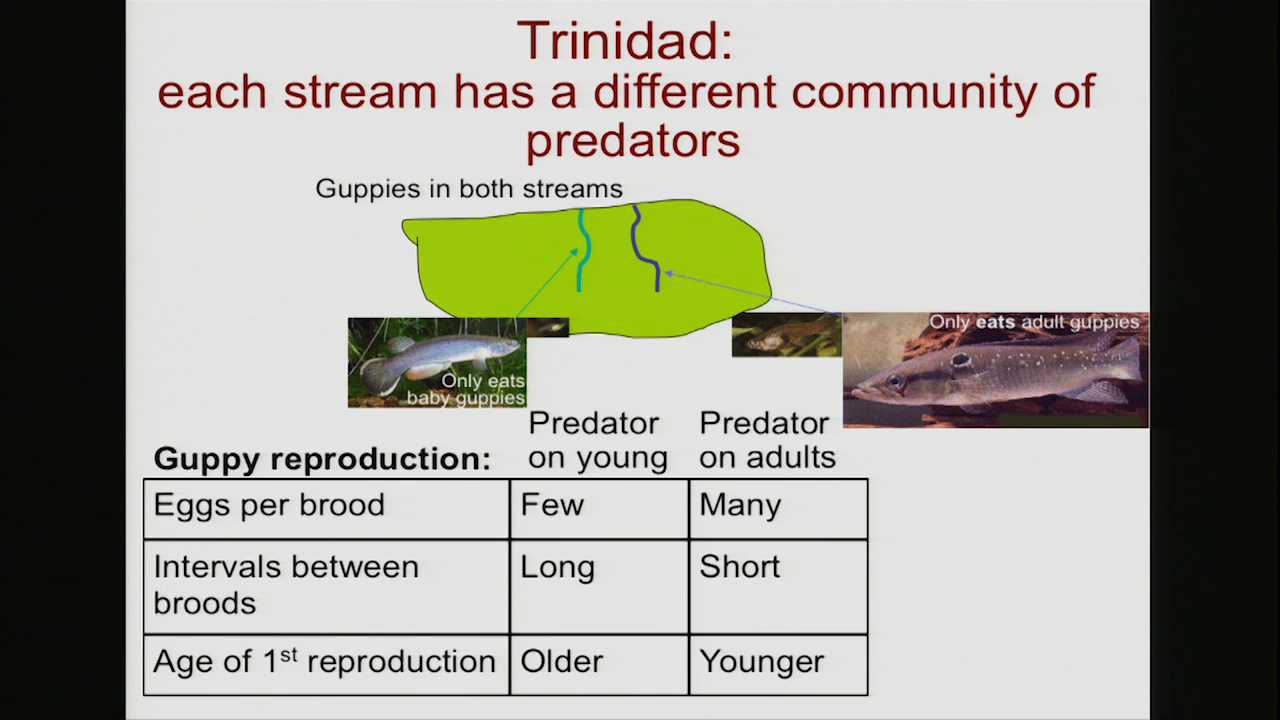 Trinidad:
each stream has a different community of
predators
Guppies in both streams
Only eats
baby guppies
Only eats adult guppies
Guppy reproduction:
Predator
on young
Predator
on adults
Eggs per brood
Few
Many
Intervals between
broods
Long
Short
Age of 1st reproduction
Older
Younger